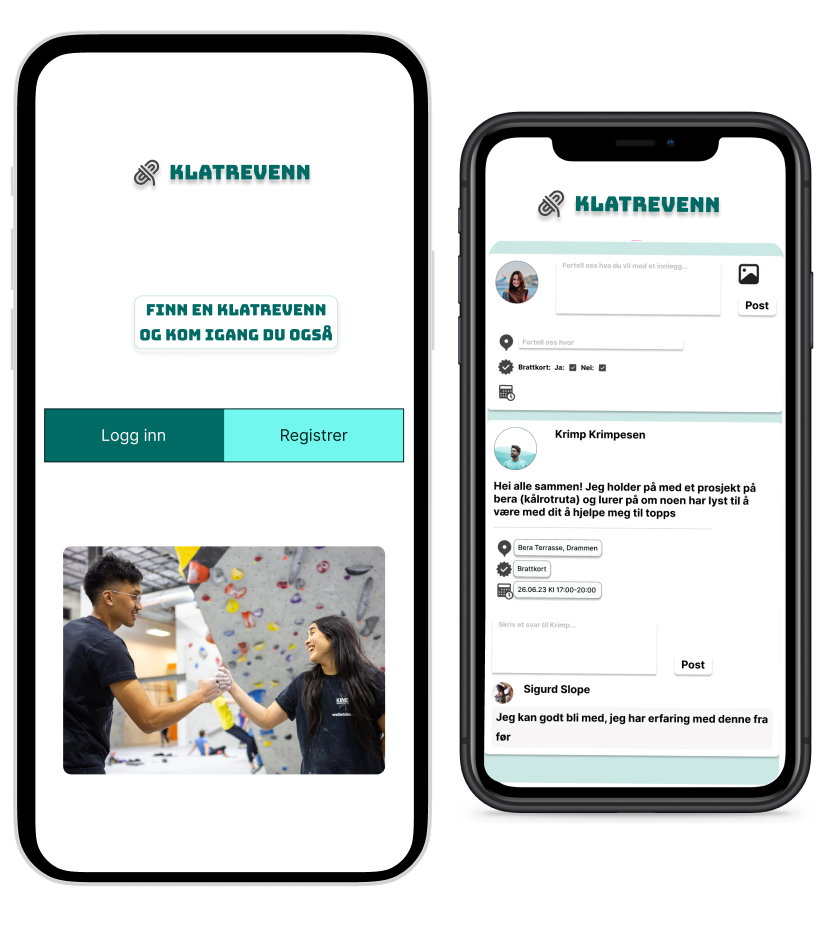 KLATREVENN
FINN EN KLATREVENN
OG KOM IGANG DU OGSÅ
Logg inn
Registrer
KLATREVENN
Fortell oss hva du vil med et innlegg...
Post
Fortell oss hvor
Brattkort: Ja: Nei:
Krimp Krimpesen
Hei alle sammen! Jeg holder på med et prosjekt på
bera (kålrotruta) og lurer på om noen har lyst til å
være med dit å hjelpe meg til topps
Bera Terrasse, Drammen
Brattkort
26.06.23 Kl 17:00-20:00
Skriv et svar til Krimp...
Post
Sigurd Slope
Jeg kan godt bli med, jeg har erfaring med denne fra
før